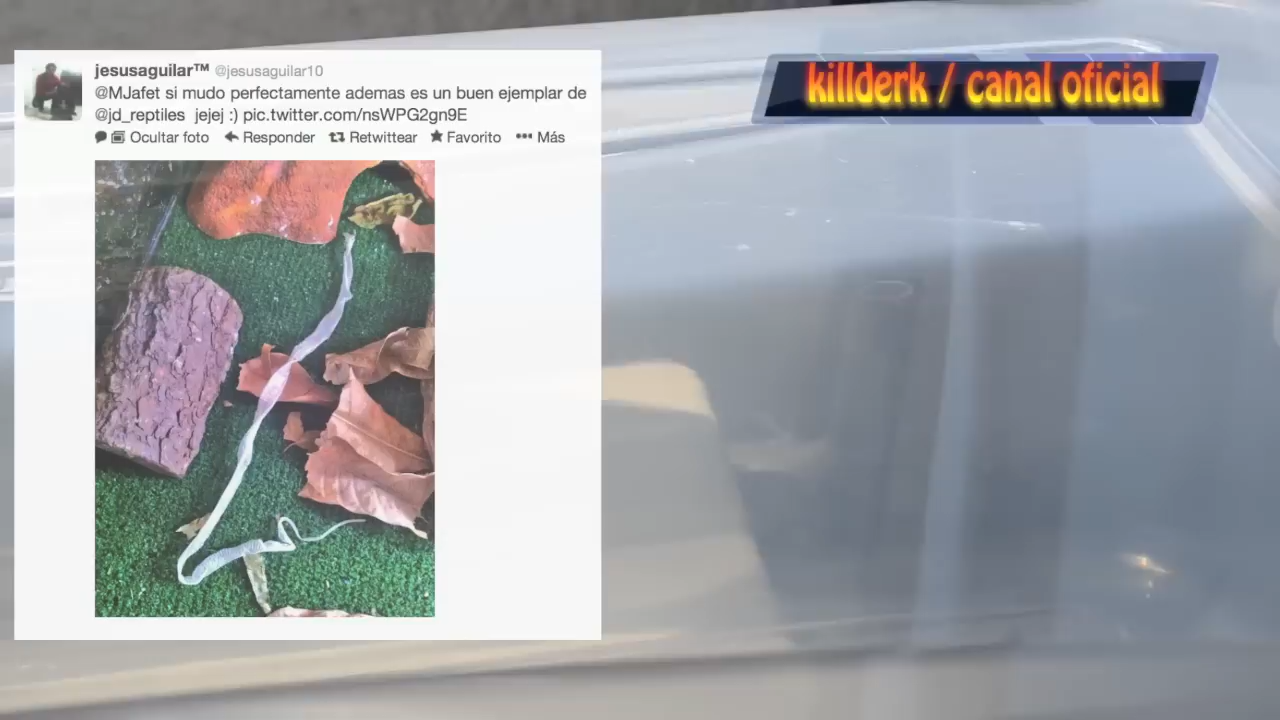 jesusaguilar™ @jesusaguilar10
@MJafet si mudo perfectamente ademas es un buen ejemplar de
@jd_reptiles jejej :) pic.twitter.com/nsWPG2gn9E
Ocultar foto Responder Retwittear Favorito Más
killderk / canal oficial